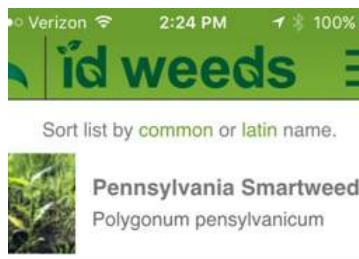 Verizon 2:24 PM 100%
id weeds
Sort list by common or latin name.
Pennsylvania Smartweed
Polygonum pensylvanicum